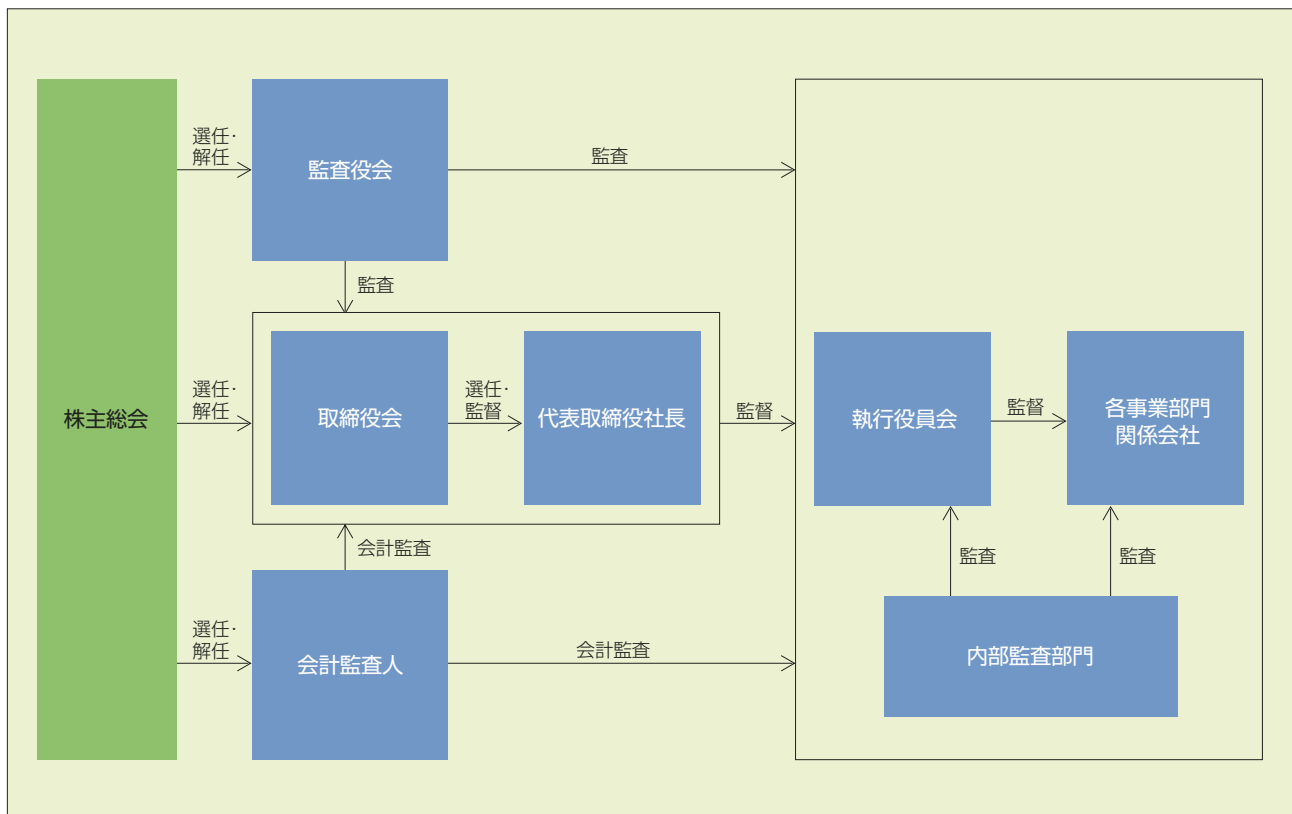 選任・
解任
監査役会
監査
監査
株主総会
選任・
解任
取締役会
選任・
監督
代表取締役社長
監督
執行役員会
監督
各事業部門
関係会社
会計監査
監査
監査
選任・
解任
会計監査人
会計監査
内部監査部門